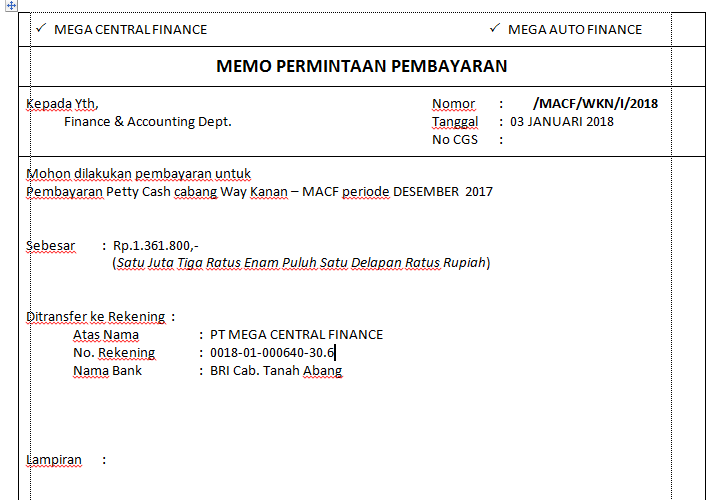 ✓ MEGA CENTRAL FINANCE ✓ MEGA AUTO FINANCE
MEMO PERMINTAAN PEMBAYARAN
Kepada Yth,
Finance & Accounting Dept.
Nomor : /MACF/WKN/I/2018
Tanggal : 03 JANUARI 2018
No CGS :
Mohon dilakukan pembayaran untuk
Pembayaran Petty Cash cabang Way Kanan – MACF periode DESEMBER 2017
Sebesar : Rp.1.361.800,-
(Satu Juta Tiga Ratus Enam Puluh Satu Delapan Ratus Rupiah)
Ditransfer ke Rekening :
Atas Nama : PT MEGA CENTRAL FINANCE
No. Rekening : 0018-01-000640-30.6
Nama Bank : BRI Cab. Tanah Abang
Lampiran :